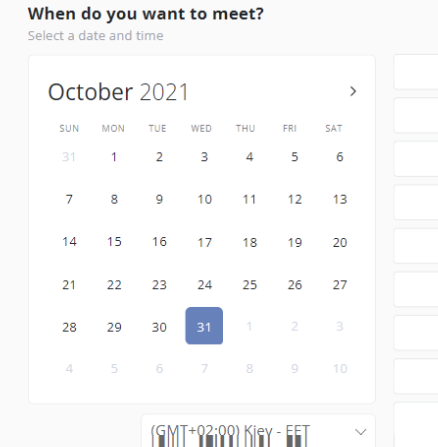 When do you want to meet?
Select a date and time
October 2021
SUN MON TUE WED THU FRI SAT
31 1 2 3 4 5 6
7 8 9 10 11 12 13
14 15 16 17 18 19 20
21 22 23 24 25 26 27
28 29 30 31 1 2 3
4 5 6 7 8 9 10
(GMT+02:00) Kiev - EET